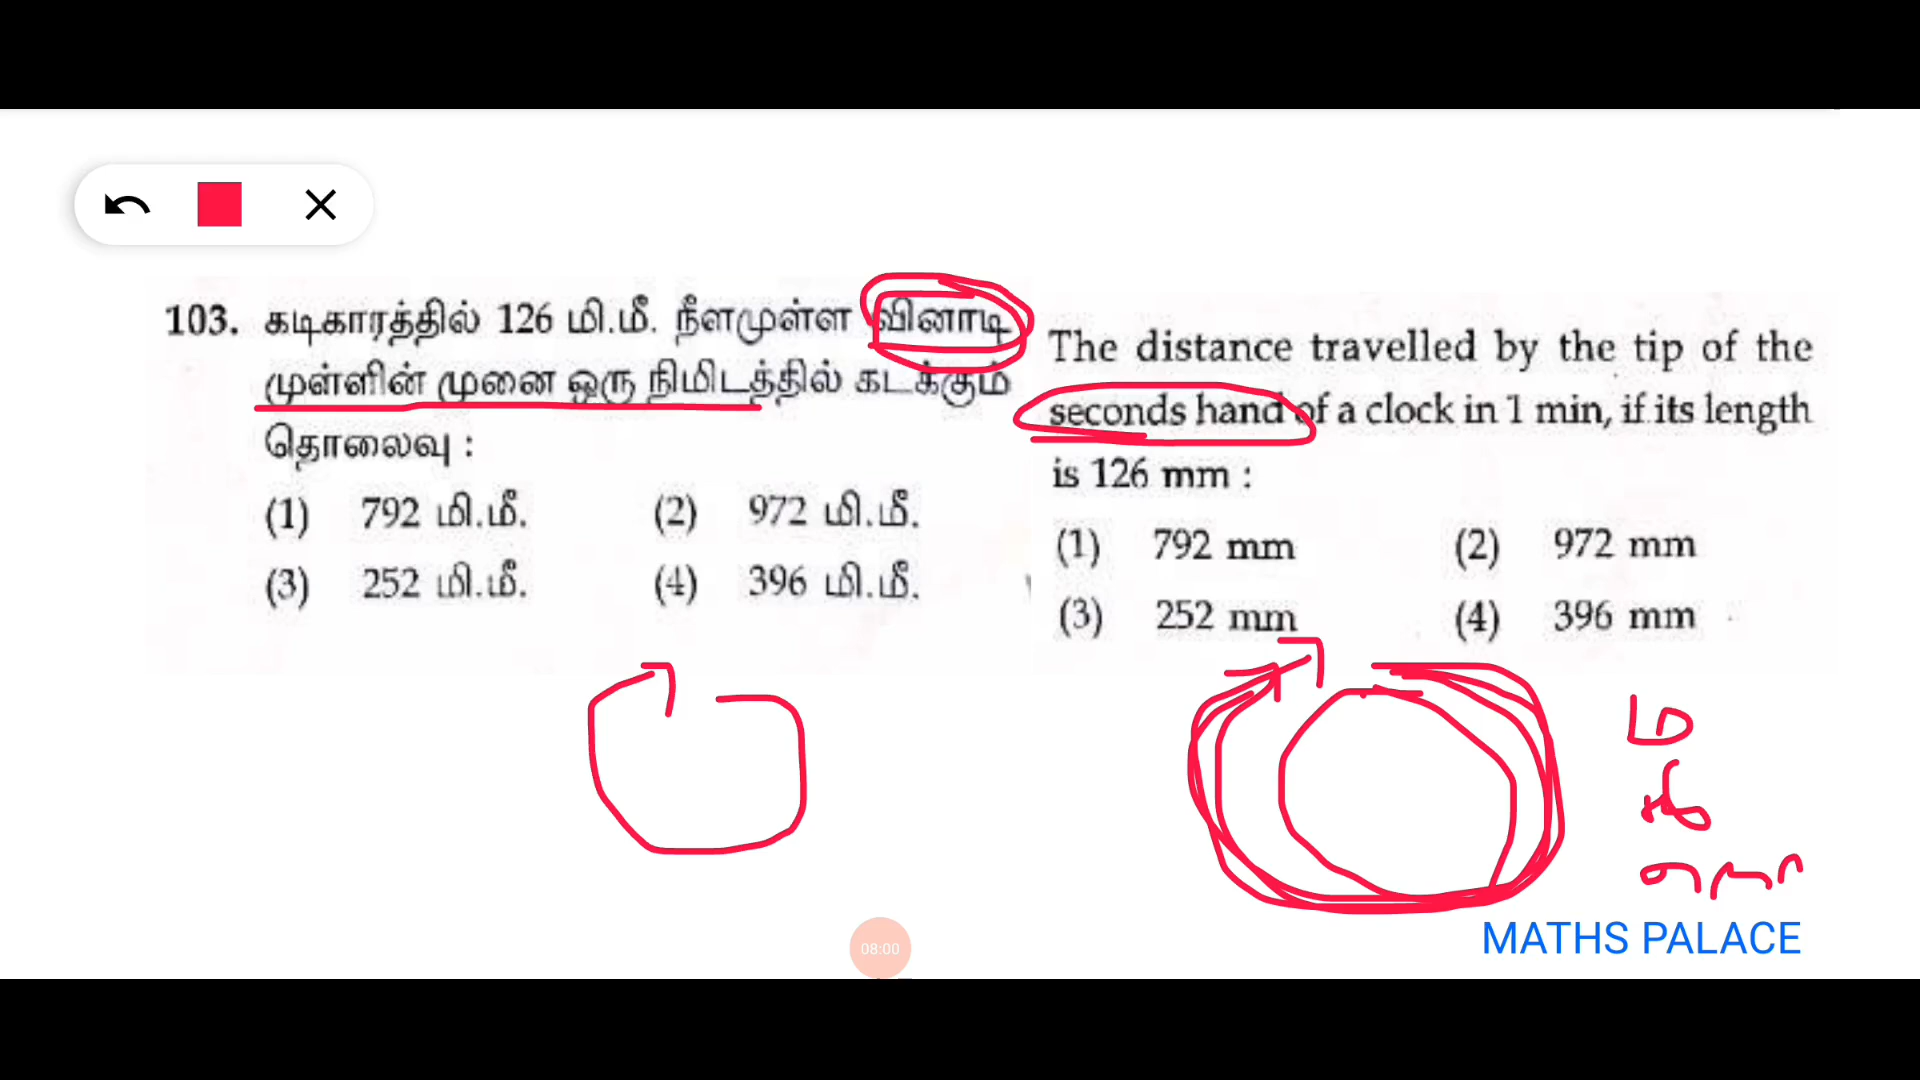 103. கடிகாரத்தில் 126 மி.மீ. நீளமுள்ள வினாடி
முள்ளின் முனை ஒரு நிமிடத்தில் கடக்கும்
தொலைவு :
(1) 792 மி.மீ. (2) 972 மி.மீ.
(3) 252 மி.மீ. (4) 396 மி.மீ.
The distance travelled by the tip of the
seconds hand of a clock in 1 min, if its length
is 126 mm :
(1) 792 mm (2) 972 mm
(3) 252 mm (4) 396 mm
08:00
MATHS PALACE